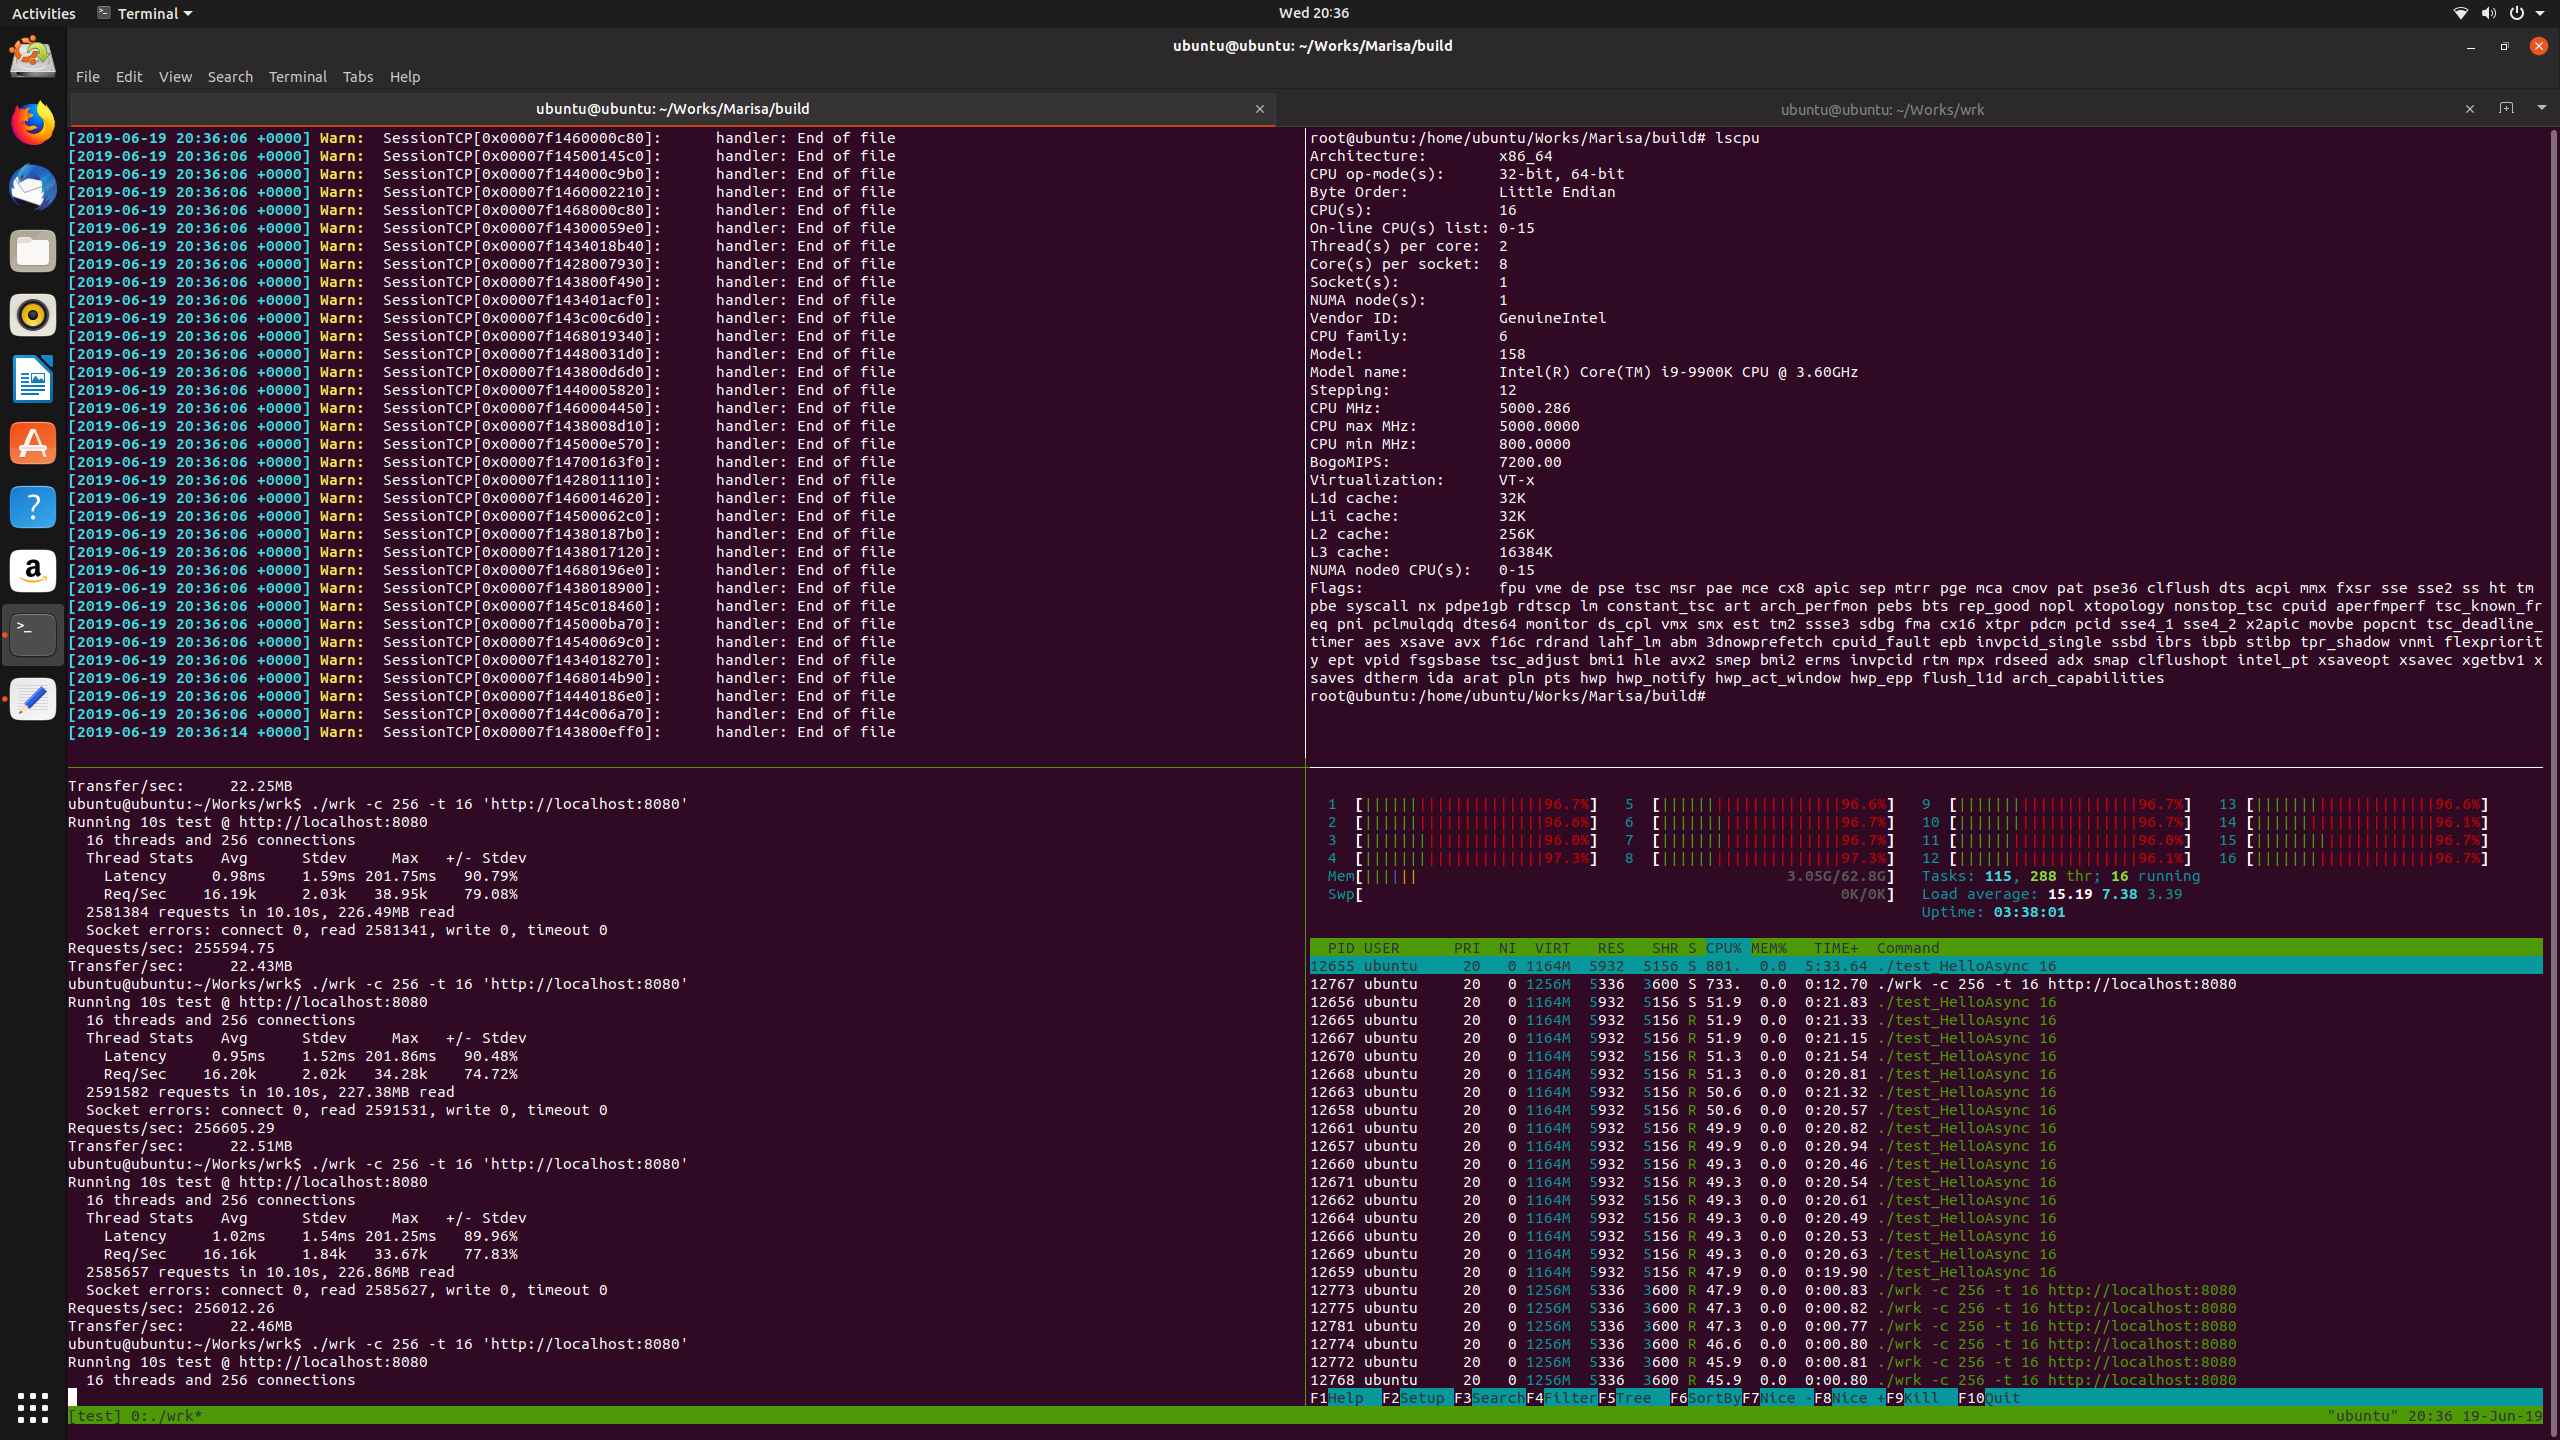 Activities
Terminal
Wed 20:36
ubuntu@ubuntu: ~/Works/Marisa/build
File Edit View Search Terminal Tabs Help
ubuntu@ubuntu: ~/Works/Marisa/build
ubuntu@ubuntu: ~/Works/wrk
[2019-06-19 20:36:06 +0000] Warn: SessionTCP[0x00007f1460000c80]: handler: End of file
[2019-06-19 20:36:06 +0000] Warn: SessionTCP[0x00007f14500145c0]: handler: End of file
[2019-06-19 20:36:06 +0000] Warn: SessionTCP[0x00007f144000c9b0]: handler: End of file
[2019-06-19 20:36:06 +0000] Warn: SessionTCP[0x00007f1460002210]: handler: End of file
[2019-06-19 20:36:06 +0000] Warn: SessionTCP[0x00007f1468000c80]: handler: End of file
[2019-06-19 20:36:06 +0000] Warn: SessionTCP[0x00007f14300059e0]: handler: End of file
[2019-06-19 20:36:06 +0000] Warn: SessionTCP[0x00007f1434018b40]: handler: End of file
[2019-06-19 20:36:06 +0000] Warn: SessionTCP[0x00007f1428007930]: handler: End of file
[2019-06-19 20:36:06 +0000] Warn: SessionTCP[0x00007f143800f490]: handler: End of file
[2019-06-19 20:36:06 +0000] Warn: SessionTCP[0x00007f143401acf0]: handler: End of file
[2019-06-19 20:36:06 +0000] Warn: SessionTCP[0x00007f143c00c6d0]: handler: End of file
[2019-06-19 20:36:06 +0000] Warn: SessionTCP[0x00007f1468019340]: handler: End of file
[2019-06-19 20:36:06 +0000] Warn: SessionTCP[0x00007f14480031d0]: handler: End of file
[2019-06-19 20:36:06 +0000] Warn: SessionTCP[0x00007f143800d6d0]: handler: End of file
[2019-06-19 20:36:06 +0000] Warn: SessionTCP[0x00007f1440005820]: handler: End of file
[2019-06-19 20:36:06 +0000] Warn: SessionTCP[0x00007f1460004450]: handler: End of file
[2019-06-19 20:36:06 +0000] Warn: SessionTCP[0x00007f1438008d10]: handler: End of file
[2019-06-19 20:36:06 +0000] Warn: SessionTCP[0x00007f145000e570]: handler: End of file
[2019-06-19 20:36:06 +0000] Warn: SessionTCP[0x00007f14700163f0]: handler: End of file
[2019-06-19 20:36:06 +0000] Warn: SessionTCP[0x00007f1428011110]: handler: End of file
[2019-06-19 20:36:06 +0000] Warn: SessionTCP[0x00007f1460014620]: handler: End of file
[2019-06-19 20:36:06 +0000] Warn: SessionTCP[0x00007f14500062c0]: handler: End of file
[2019-06-19 20:36:06 +0000] Warn: SessionTCP[0x00007f14380187b0]: handler: End of file
[2019-06-19 20:36:06 +0000] Warn: SessionTCP[0x00007f1438017120]: handler: End of file
[2019-06-19 20:36:06 +0000] Warn: SessionTCP[0x00007f14680196e0]: handler: End of file
[2019-06-19 20:36:06 +0000] Warn: SessionTCP[0x00007f1438018900]: handler: End of file
[2019-06-19 20:36:06 +0000] Warn: SessionTCP[0x00007f145c018460]: handler: End of file
[2019-06-19 20:36:06 +0000] Warn: SessionTCP[0x00007f145000ba70]: handler: End of file
[2019-06-19 20:36:06 +0000] Warn: SessionTCP[0x00007f14540069c0]: handler: End of file
[2019-06-19 20:36:06 +0000] Warn: SessionTCP[0x00007f1434018270]: handler: End of file
[2019-06-19 20:36:06 +0000] Warn: SessionTCP[0x00007f1468014b90]: handler: End of file
[2019-06-19 20:36:06 +0000] Warn: SessionTCP[0x00007f14440186e0]: handler: End of file
[2019-06-19 20:36:06 +0000] Warn: SessionTCP[0x00007f144c006a70]: handler: End of file
[2019-06-19 20:36:14 +0000] Warn: SessionTCP[0x00007f143800eff0]: handler: End of file
root@ubuntu:/home/ubuntu/Works/Marisa/build# lscpu
Architecture: x86_64
CPU op-mode(s): 32-bit, 64-bit
Byte Order: Little Endian
CPU(s): 16
On-line CPU(s) list: 0-15
Thread(s) per core: 2
Core(s) per socket: 8
Socket(s): 1
NUMA node(s): 1
Vendor ID: GenuineIntel
CPU family: 6
Model: 158
Model name: Intel(R) Core(TM) i9-9900K CPU @ 3.60GHz
Stepping: 12
CPU MHz: 5000.286
CPU max MHz: 5000.0000
CPU min MHz: 800.0000
BogoMIPS: 7200.00
Virtualization: VT-x
L1d cache: 32K
L1i cache: 32K
L2 cache: 256K
L3 cache: 16384K
NUMA node0 CPU(s): 0-15
Flags: fpu vme de pse tsc msr pae mce cx8 apic sep mtrr pge mca cmov pat pse36 clflush dts acpi mmx fxsr sse sse2 ss ht tm
pbe syscall nx pdpe1gb rdtscp lm constant_tsc art arch_perfmon pebs bts rep_good nopl xtopology nonstop_tsc cpuid aperfmperf tsc_known_fr
eq pni pclmulqdq dtes64 monitor ds_cpl vmx smx est tm2 ssse3 sdbg fma cx16 xtpr pdcm pcid sse4_1 sse4_2 x2apic movbe popcnt tsc_deadline_
timer aes xsave avx f16c rdrand lahf_lm abm 3dnowprefetch cpuid_fault epb invpcid_single ssbd ibrs ibpb stibp tpr_shadow vnmi flexpriorit
y ept vpid fsgsbase tsc_adjust bmi1 hle avx2 smep bmi2 erms invpcid rtm mpx rdseed adx smap clflushopt intel_pt xsaveopt xsavec xgetbv1 x
saves dtherm ida arat pln pts hwp hwp_notify hwp_act_window hwp_epp flush_l1d arch_capabilities
root@ubuntu:/home/ubuntu/Works/Marisa/build#
Transfer/sec: 22.25MB
ubuntu@ubuntu:~/Works/wrk$ ./wrk -c 256 -t 16 'http://localhost:8080'
Running 10s test @ http://localhost:8080
16 threads and 256 connections
Thread Stats Avg Stdev Max +/- Stdev
Latency 0.98ms 1.59ms 201.75ms 90.79%
Req/Sec 16.19k 2.03k 38.95k 79.08%
2581384 requests in 10.10s, 226.49MB read
Socket errors: connect 0, read 2581341, write 0, timeout 0
Requests/sec: 255594.75
Transfer/sec: 22.43MB
ubuntu@ubuntu:~/Works/wrk$ ./wrk -c 256 -t 16 'http://localhost:8080'
Running 10s test @ http://localhost:8080
16 threads and 256 connections
Thread Stats Avg Stdev Max +/- Stdev
Latency 0.95ms 1.52ms 201.86ms 90.48%
Req/Sec 16.20k 2.02k 34.28k 74.72%
2591582 requests in 10.10s, 227.38MB read
Socket errors: connect 0, read 2591531, write 0, timeout 0
Requests/sec: 256605.29
Transfer/sec: 22.51MB
ubuntu@ubuntu:~/Works/wrk$ ./wrk -c 256 -t 16 'http://localhost:8080'
Running 10s test @ http://localhost:8080
16 threads and 256 connections
Thread Stats Avg Stdev Max +/- Stdev
Latency 1.02ms 1.54ms 201.25ms 89.96%
Req/Sec 16.16k 1.84k 33.67k 77.83%
2585657 requests in 10.10s, 226.86MB read
Socket errors: connect 0, read 2585627, write 0, timeout 0
Requests/sec: 256012.26
Transfer/sec: 22.46MB
ubuntu@ubuntu:~/Works/wrk$ ./wrk -c 256 -t 16 'http://localhost:8080'
Running 10s test @ http://localhost:8080
16 threads and 256 connections
1 [||||||||||||||||||||96.7%] 5 [||||||||||||||||||||96.6%] 9 [||||||||||||||||||||96.7%] 13 [||||||||||||||||||||96.6%]
2 [||||||||||||||||||||96.6%] 6 [||||||||||||||||||||96.7%] 10 [||||||||||||||||||||96.7%] 14 [||||||||||||||||||||96.1%]
3 [||||||||||||||||||||96.0%] 7 [||||||||||||||||||||96.7%] 11 [||||||||||||||||||||96.0%] 15 [||||||||||||||||||||96.7%]
4 [||||||||||||||||||||97.3%] 8 [||||||||||||||||||||97.3%] 12 [||||||||||||||||||||96.1%] 16 [||||||||||||||||||||96.7%]
Mem[|||||| 3.05G/62.8G] Tasks: 115, 288 thr; 16 running
Swp[ 0K/0K] Load average: 15.19 7.38 3.39
Uptime: 03:38:01
PID USER PRI NI VIRT RES SHR S CPU% MEM% TIME+ Command
12655 ubuntu 20 0 1164M 5932 5156 S 801. 0.0 5:33.64 ./test_HelloAsync 16
12767 ubuntu 20 0 1256M 5336 3600 S 733. 0.0 0:12.70 ./wrk -c 256 -t 16 http://localhost:8080
12656 ubuntu 20 0 1164M 5932 5156 S 51.9 0.0 0:21.83 ./test_HelloAsync 16
12665 ubuntu 20 0 1164M 5932 5156 R 51.9 0.0 0:21.33 ./test_HelloAsync 16
12667 ubuntu 20 0 1164M 5932 5156 R 51.9 0.0 0:21.15 ./test_HelloAsync 16
12670 ubuntu 20 0 1164M 5932 5156 R 51.3 0.0 0:21.54 ./test_HelloAsync 16
12668 ubuntu 20 0 1164M 5932 5156 R 51.3 0.0 0:20.81 ./test_HelloAsync 16
12663 ubuntu 20 0 1164M 5932 5156 R 50.6 0.0 0:21.32 ./test_HelloAsync 16
12658 ubuntu 20 0 1164M 5932 5156 R 50.6 0.0 0:20.57 ./test_HelloAsync 16
12661 ubuntu 20 0 1164M 5932 5156 R 49.9 0.0 0:20.82 ./test_HelloAsync 16
12657 ubuntu 20 0 1164M 5932 5156 R 49.9 0.0 0:20.94 ./test_HelloAsync 16
12660 ubuntu 20 0 1164M 5932 5156 R 49.3 0.0 0:20.46 ./test_HelloAsync 16
12671 ubuntu 20 0 1164M 5932 5156 R 49.3 0.0 0:20.54 ./test_HelloAsync 16
12662 ubuntu 20 0 1164M 5932 5156 R 49.3 0.0 0:20.61 ./test_HelloAsync 16
12664 ubuntu 20 0 1164M 5932 5156 R 49.3 0.0 0:20.49 ./test_HelloAsync 16
12666 ubuntu 20 0 1164M 5932 5156 R 49.3 0.0 0:20.53 ./test_HelloAsync 16
12669 ubuntu 20 0 1164M 5932 5156 R 49.3 0.0 0:20.63 ./test_HelloAsync 16
12659 ubuntu 20 0 1164M 5932 5156 R 47.9 0.0 0:19.90 ./test_HelloAsync 16
12773 ubuntu 20 0 1256M 5336 3600 R 47.9 0.0 0:00.83 ./wrk -c 256 -t 16 http://localhost:8080
12775 ubuntu 20 0 1256M 5336 3600 R 47.3 0.0 0:00.82 ./wrk -c 256 -t 16 http://localhost:8080
12781 ubuntu 20 0 1256M 5336 3600 R 47.3 0.0 0:00.77 ./wrk -c 256 -t 16 http://localhost:8080
12774 ubuntu 20 0 1256M 5336 3600 R 46.6 0.0 0:00.80 ./wrk -c 256 -t 16 http://localhost:8080
12772 ubuntu 20 0 1256M 5336 3600 R 45.9 0.0 0:00.81 ./wrk -c 256 -t 16 http://localhost:8080
12768 ubuntu 20 0 1256M 5336 3600 R 45.9 0.0 0:00.80 ./wrk -c 256 -t 16 http://localhost:8080
F1Help F2Setup F3SearchF4FilterF5Tree F6SortByF7Nice -F8Nice +F9Kill F10Quit
[test] 0:./wrk* "ubuntu" 20:36 19-Jun-19